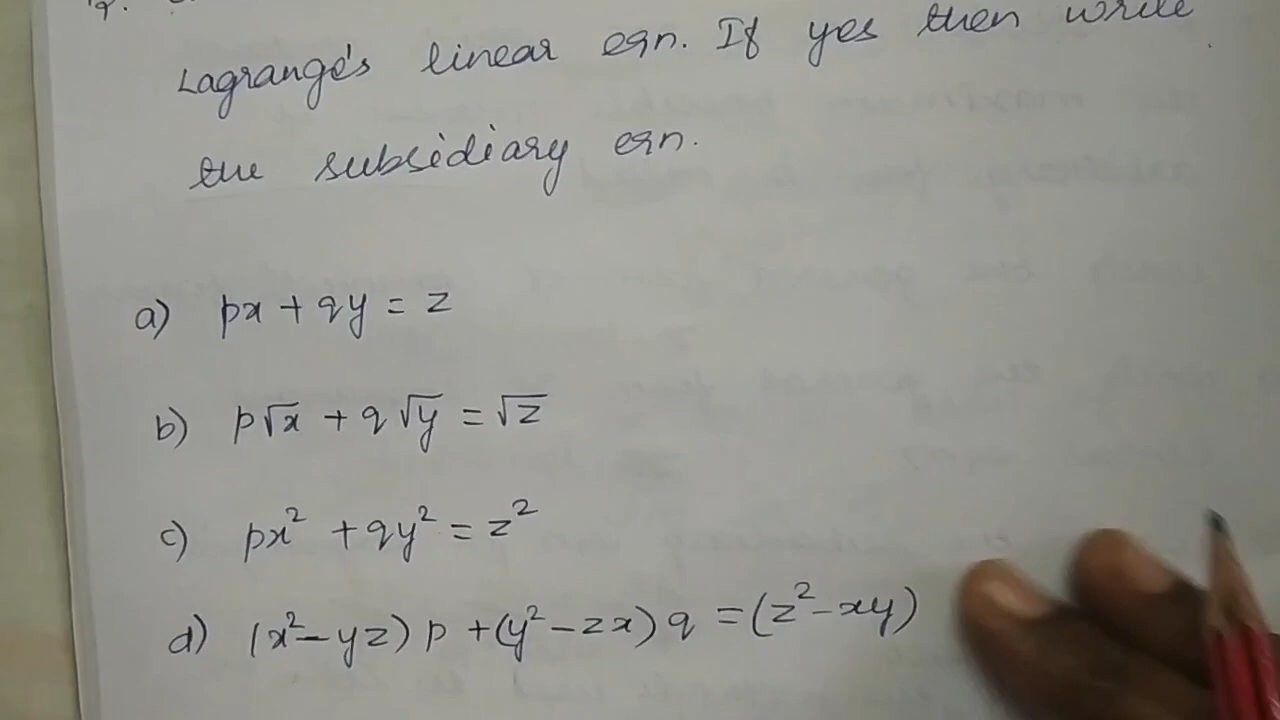 Lagrange's linear eqn. If yes then write
the subsidiary eqn.
a) px + qy = z
b) p√x + q√y = √z
c) px² + qy² = z²
d) (x² - yz) p + (y² - zx) q = (z² - xy)